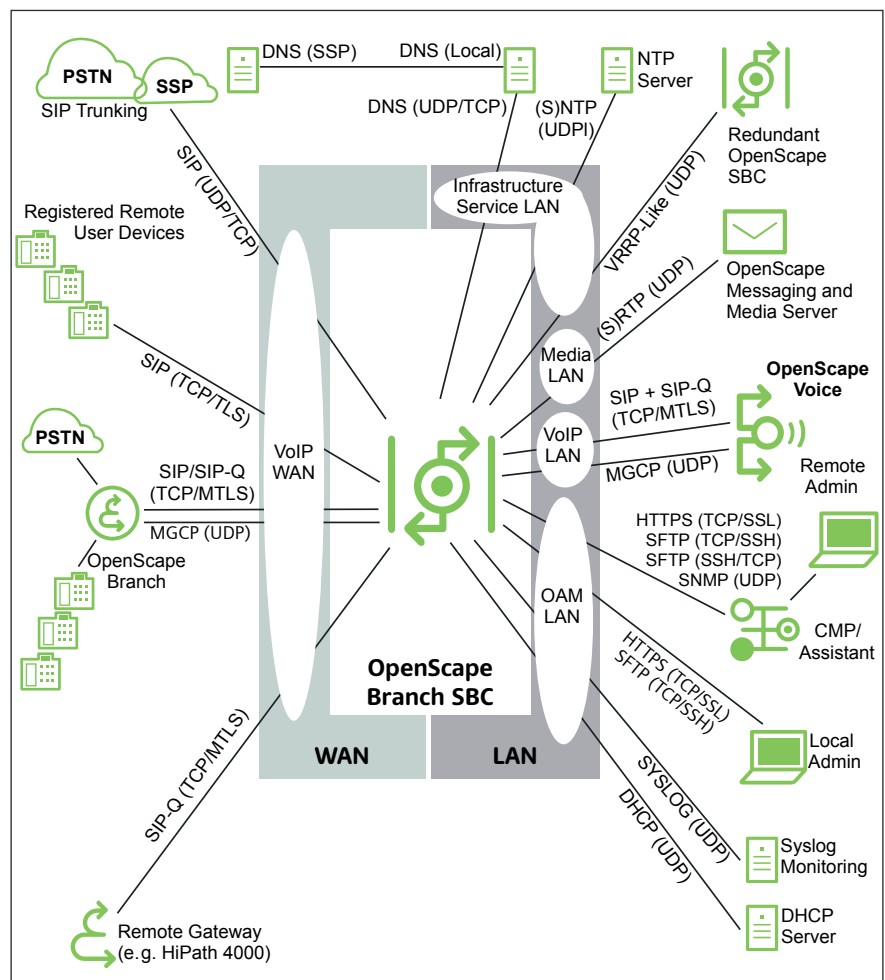 PSTN
SSP
SIP Trunking
DNS (SSP)
DNS (Local)
DNS (UDP/TCP)
(S)NTP
(UDPI)
NTP
Server
Redundant
OpenScape
SBC
SIP (UDP/TCP)
Infrastructure
Service LAN
VRRP-Like (UDP)
Registered Remote
User Devices
OpenScape
Messaging and
Media Server
(S)RTP (UDP)
Media
LAN
SIP (TCP/TLS)
OpenScape
Voice
SIP + SIP-Q
(TCP/MTLS)
PSTN
VoIP
WAN
VoIP
LAN
MGCP (UDP)
SIP/SIP-Q
(TCP/MTLS)
MGCP (UDP)
OpenScape
Branch
Remote
Admin
HTTPS (TCP/SSL)
SFTP (TCP/SSH)
SFTP (SSH/TCP)
SNMP (UDP)
OAM
LAN
CMP/
Assistant
HTTPS (TCP/SSL)
SFTP (TCP/SSH)
OpenScape
Branch SBC
WAN
LAN
Local
Admin
SIP-Q (TCP/MTLS)
SYSLOG (UDP)
DHCP (UDP)
Syslog
Monitoring
Remote Gateway
(e.g. HiPath 4000)
DHCP
Server